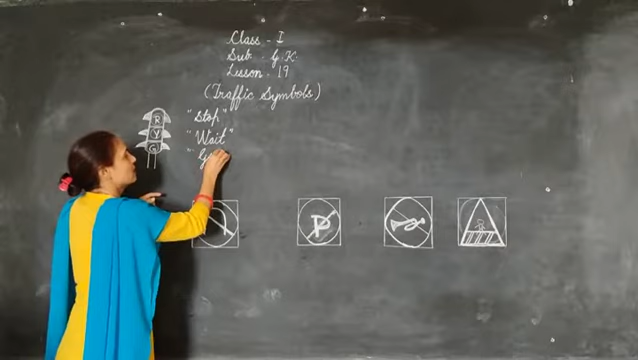 Class - I
Sub - G.K.
Lesson - 19
(Traffic Symbols)
R
"Stop"
Y
"Wait"
G
" G
P